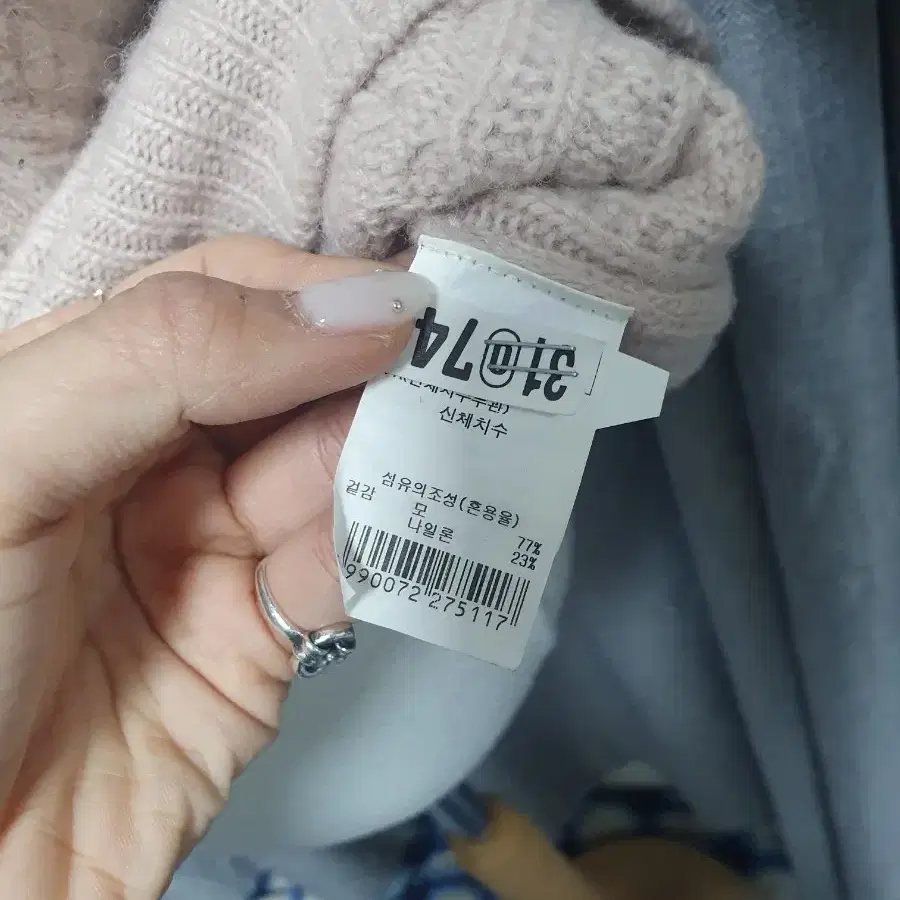 신체치수
섬유의조성(혼용율)
겉감
모 77%
나일론 23%
990072 275117